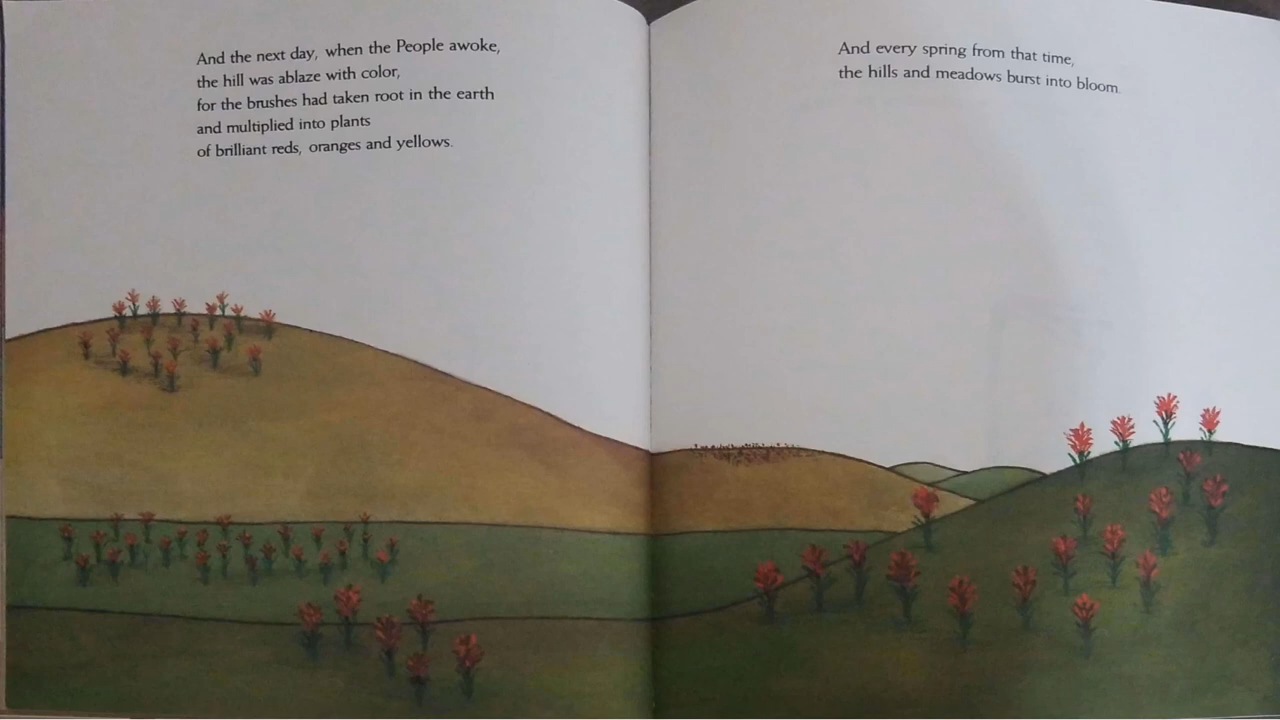 And the next day, when the People awoke,
the hill was ablaze with color,
for the brushes had taken root in the earth
and multiplied into plants
of brilliant reds, oranges and yellows.
And every spring from that time,
the hills and meadows burst into bloom.